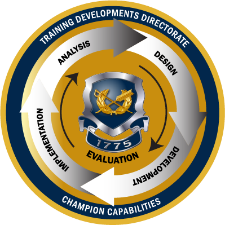 TRAINING DEVELOPMENTS DIRECTORATE
ANALYSIS
DESIGN
DEVELOPMENT
IMPLEMENTATION
1775
EVALUATION
CHAMPION CAPABILITIES